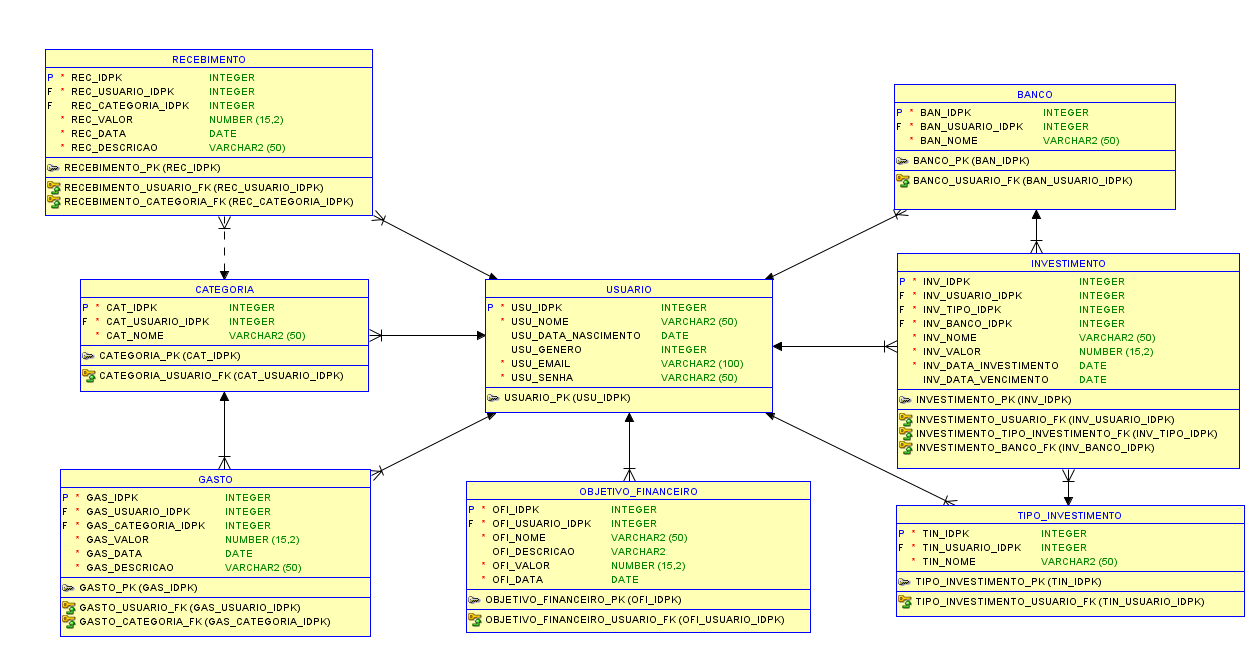 RECEBIMENTO
P * REC_IDPK INTEGER
F * REC_USUARIO_IDPK INTEGER
F REC_CATEGORIA_IDPK INTEGER
* REC_VALOR NUMBER (15,2)
* REC_DATA DATE
* REC_DESCRICAO VARCHAR2 (50)
RECEBIMENTO_PK (REC_IDPK)
RECEBIMENTO_USUARIO_FK (REC_USUARIO_IDPK)
RECEBIMENTO_CATEGORIA_FK (REC_CATEGORIA_IDPK)
BANCO
P * BAN_IDPK INTEGER
F * BAN_USUARIO_IDPK INTEGER
* BAN_NOME VARCHAR2 (50)
BANCO_PK (BAN_IDPK)
BANCO_USUARIO_FK (BAN_USUARIO_IDPK)
CATEGORIA
P * CAT_IDPK INTEGER
F * CAT_USUARIO_IDPK INTEGER
* CAT_NOME VARCHAR2 (50)
CATEGORIA_PK (CAT_IDPK)
CATEGORIA_USUARIO_FK (CAT_USUARIO_IDPK)
USUARIO
P * USU_IDPK INTEGER
* USU_NOME VARCHAR2 (50)
USU_DATA_NASCIMENTO DATE
USU_GENERO INTEGER
* USU_EMAIL VARCHAR2 (100)
* USU_SENHA VARCHAR2 (50)
USUARIO_PK (USU_IDPK)
INVESTIMENTO
P * INV_IDPK INTEGER
F * INV_USUARIO_IDPK INTEGER
F * INV_TIPO_IDPK INTEGER
F * INV_BANCO_IDPK INTEGER
* INV_NOME VARCHAR2 (50)
* INV_VALOR NUMBER (15,2)
* INV_DATA_INVESTIMENTO DATE
INV_DATA_VENCIMENTO DATE
INVESTIMENTO_PK (INV_IDPK)
INVESTIMENTO_USUARIO_FK (INV_USUARIO_IDPK)
INVESTIMENTO_TIPO_INVESTIMENTO_FK (INV_TIPO_IDPK)
INVESTIMENTO_BANCO_FK (INV_BANCO_IDPK)
GASTO
P * GAS_IDPK INTEGER
F * GAS_USUARIO_IDPK INTEGER
F * GAS_CATEGORIA_IDPK INTEGER
* GAS_VALOR NUMBER (15,2)
* GAS_DATA DATE
* GAS_DESCRICAO VARCHAR2 (50)
GASTO_PK (GAS_IDPK)
GASTO_USUARIO_FK (GAS_USUARIO_IDPK)
GASTO_CATEGORIA_FK (GAS_CATEGORIA_IDPK)
OBJETIVO_FINANCEIRO
P * OFI_IDPK INTEGER
F * OFI_USUARIO_IDPK INTEGER
* OFI_NOME VARCHAR2 (50)
OFI_DESCRICAO VARCHAR2
* OFI_VALOR NUMBER (15,2)
* OFI_DATA DATE
OBJETIVO_FINANCEIRO_PK (OFI_IDPK)
OBJETIVO_FINANCEIRO_USUARIO_FK (OFI_USUARIO_IDPK)
TIPO_INVESTIMENTO
P * TIN_IDPK INTEGER
F * TIN_USUARIO_IDPK INTEGER
* TIN_NOME VARCHAR2 (50)
TIPO_INVESTIMENTO_PK (TIN_IDPK)
TIPO_INVESTIMENTO_USUARIO_FK (TIN_USUARIO_IDPK)